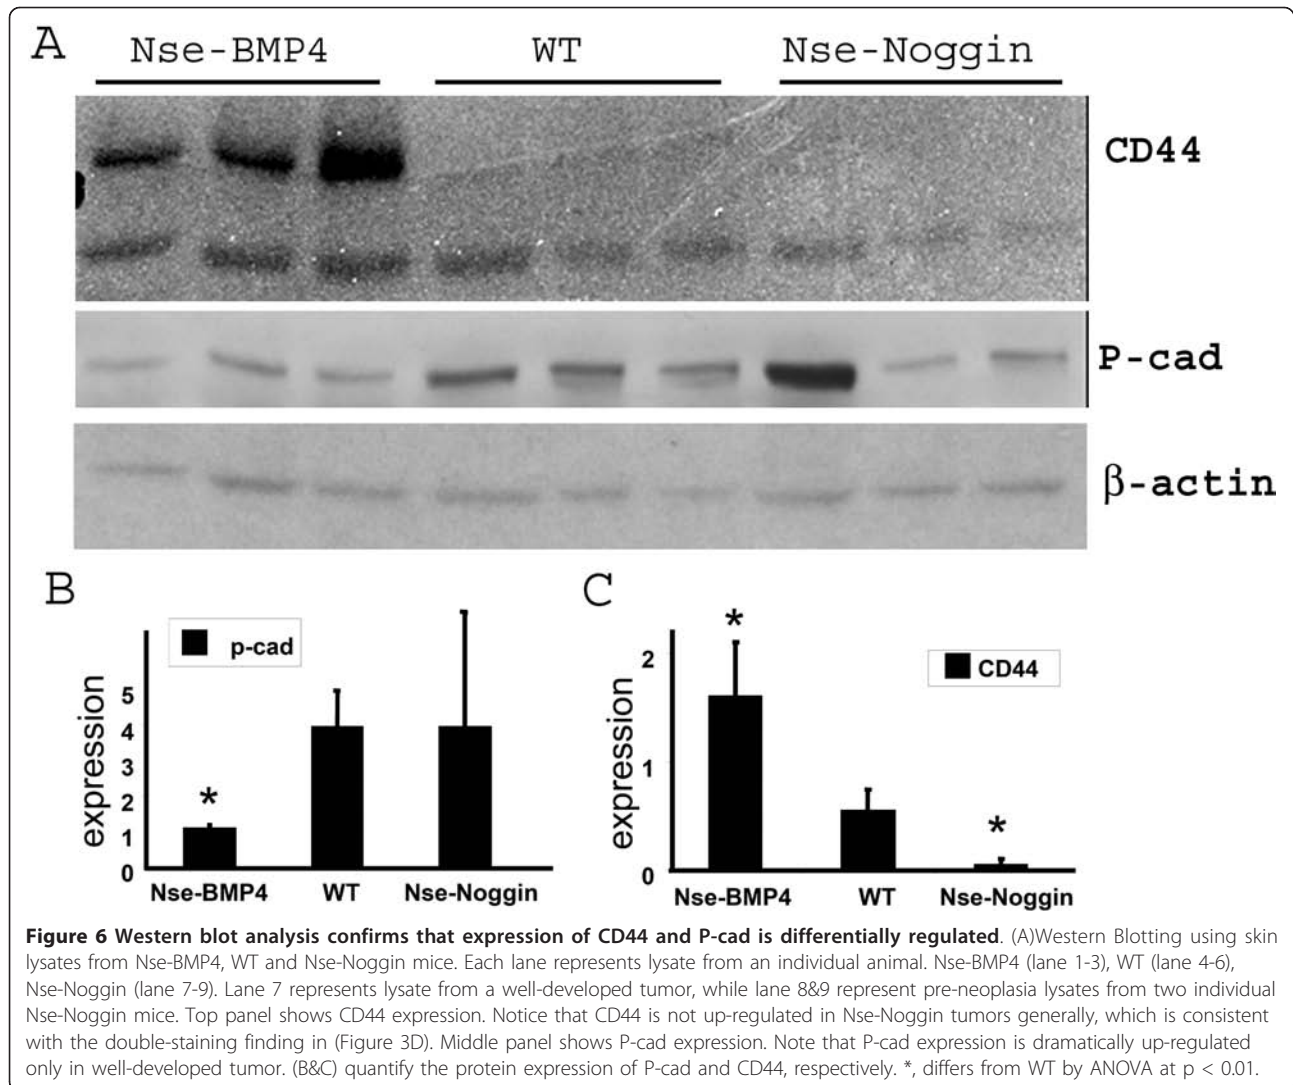 A
Nse-BMP4 WT Nse-Noggin
CD44
P-cad
β-actin
B
p-cad
expression
5
4
3
2
1
0
*
Nse-BMP4 WT Nse-Noggin
C
CD44
expression
2
1
0
*
*
Nse-BMP4 WT Nse-Noggin
Figure 6 Western blot analysis confirms that expression of CD44 and P-cad is differentially regulated. (A)Western Blotting using skin
lysates from Nse-BMP4, WT and Nse-Noggin mice. Each lane represents lysate from an individual animal. Nse-BMP4 (lane 1-3), WT (lane 4-6),
Nse-Noggin (lane 7-9). Lane 7 represents lysate from a well-developed tumor, while lane 8&9 represent pre-neoplasia lysates from two individual
Nse-Noggin mice. Top panel shows CD44 expression. Notice that CD44 is not up-regulated in Nse-Noggin tumors generally, which is consistent
with the double-staining finding in (Figure 3D). Middle panel shows P-cad expression. Note that P-cad expression is dramatically up-regulated
only in well-developed tumor. (B&C) quantify the protein expression of P-cad and CD44, respectively. *, differs from WT by ANOVA at p < 0.01.